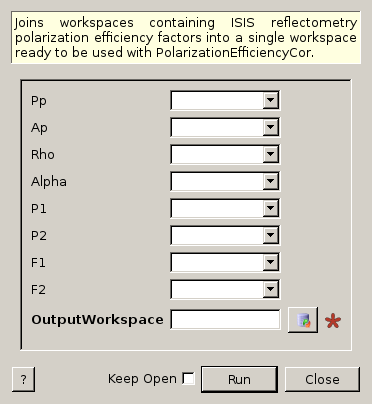 Joins workspaces containing ISIS reflectometry
polarization efficiency factors into a single workspace
ready to be used with PolarizationEfficiencyCor.
Pp
Ap
Rho
Alpha
P1
P2
F1
F2
OutputWorkspace
*
? Keep Open Run Close